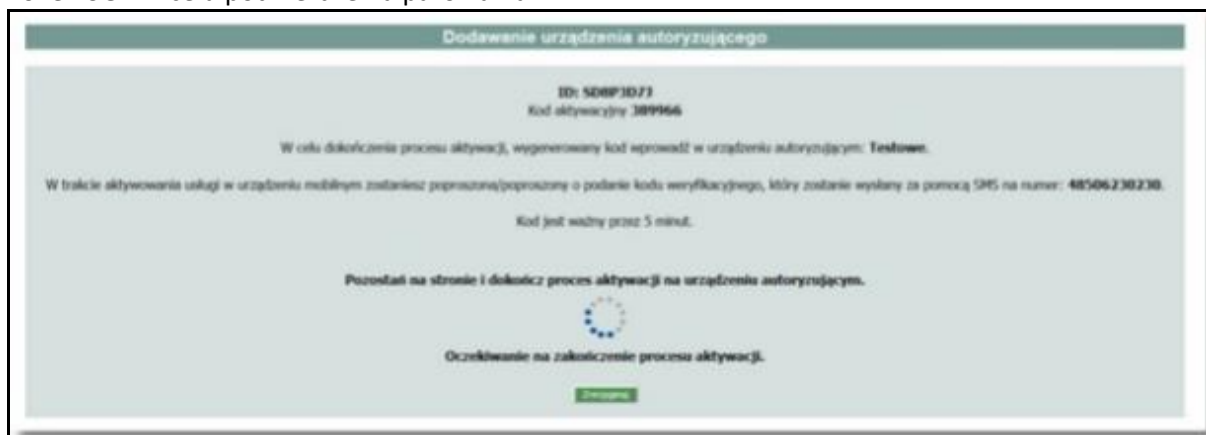 Dodawanie urządzenia autoryzującego
ID: SD8P3D7J
Kod aktywacyjny 389966
W celu dokończenia procesu aktywacji, wygenerowany kod wprowadź w urządzeniu autoryzującym: Testowe.
W trakcie aktywowania usługi w urządzeniu mobilnym zostaniesz poproszona/poproszony o podanie kodu weryfikacyjnego, który zostanie wysłany za pomocą SMS na numer: 48506230230.
Kod jest ważny przez 5 minut.
Pozostań na stronie i dokończ proces aktywacji na urządzeniu autoryzującym.
Oczekiwanie na zakończenie procesu aktywacji.
Zrezygnuj